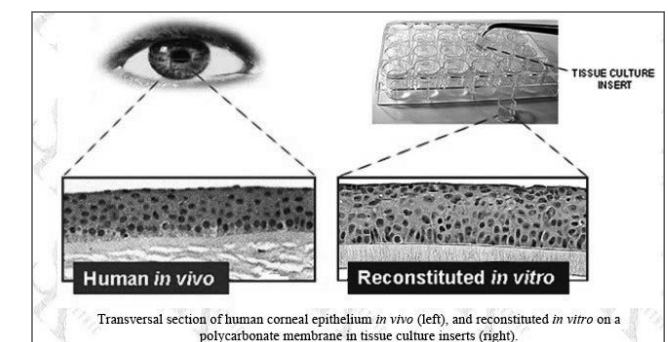 TISSUE CULTURE
INSERT
Human in vivo
Reconstituted in vitro
Transversal section of human corneal epithelium in vivo (left), and reconstituted in vitro on a
polycarbonate membrane in tissue culture inserts (right).